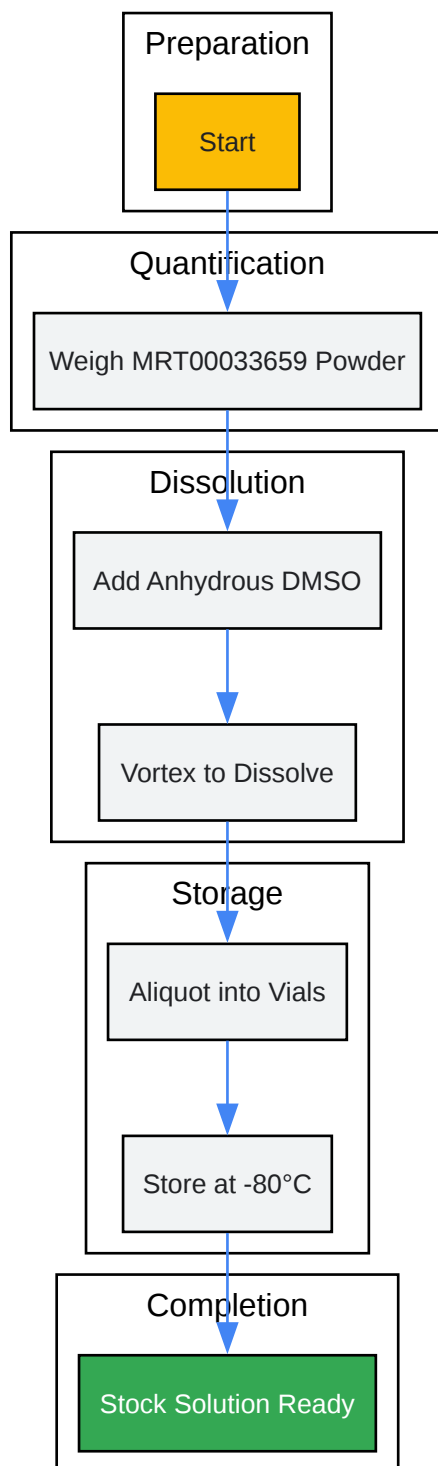 Preparation
Start
Quantification
Weigh MRT00033659 Powder
Dissolution
Add Anhydrous DMSO
Vortex to Dissolve
Storage
Aliquot into Vials
Store at -80°C
Completion
Stock Solution Ready